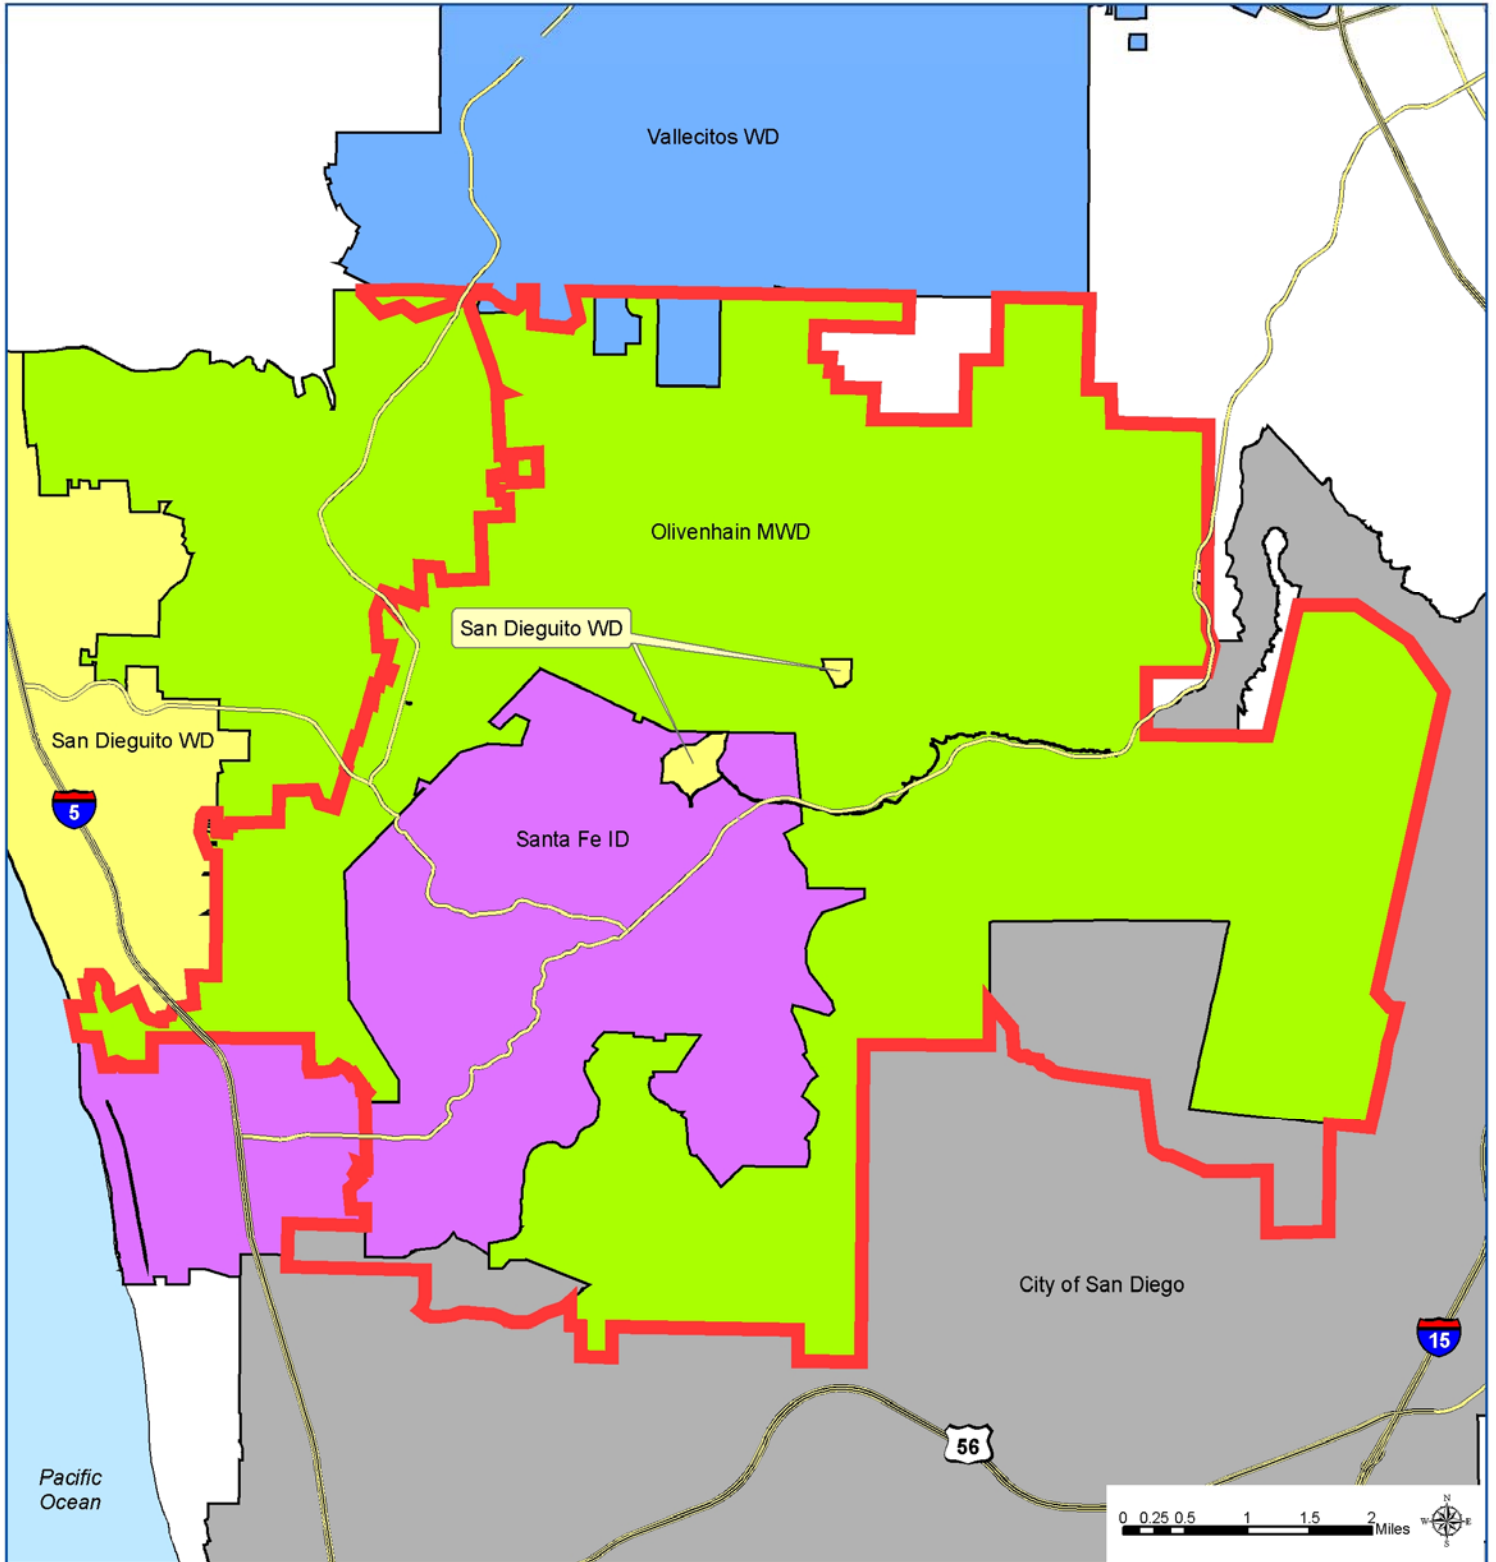 Vallecitos WD
Olivenhain MWD
San Dieguito WD
San Dieguito WD
5
Santa Fe ID
City of San Diego
15
56
Pacific
Ocean
0 0.25 0.5 1 1.5 2
Miles
N
W E
S